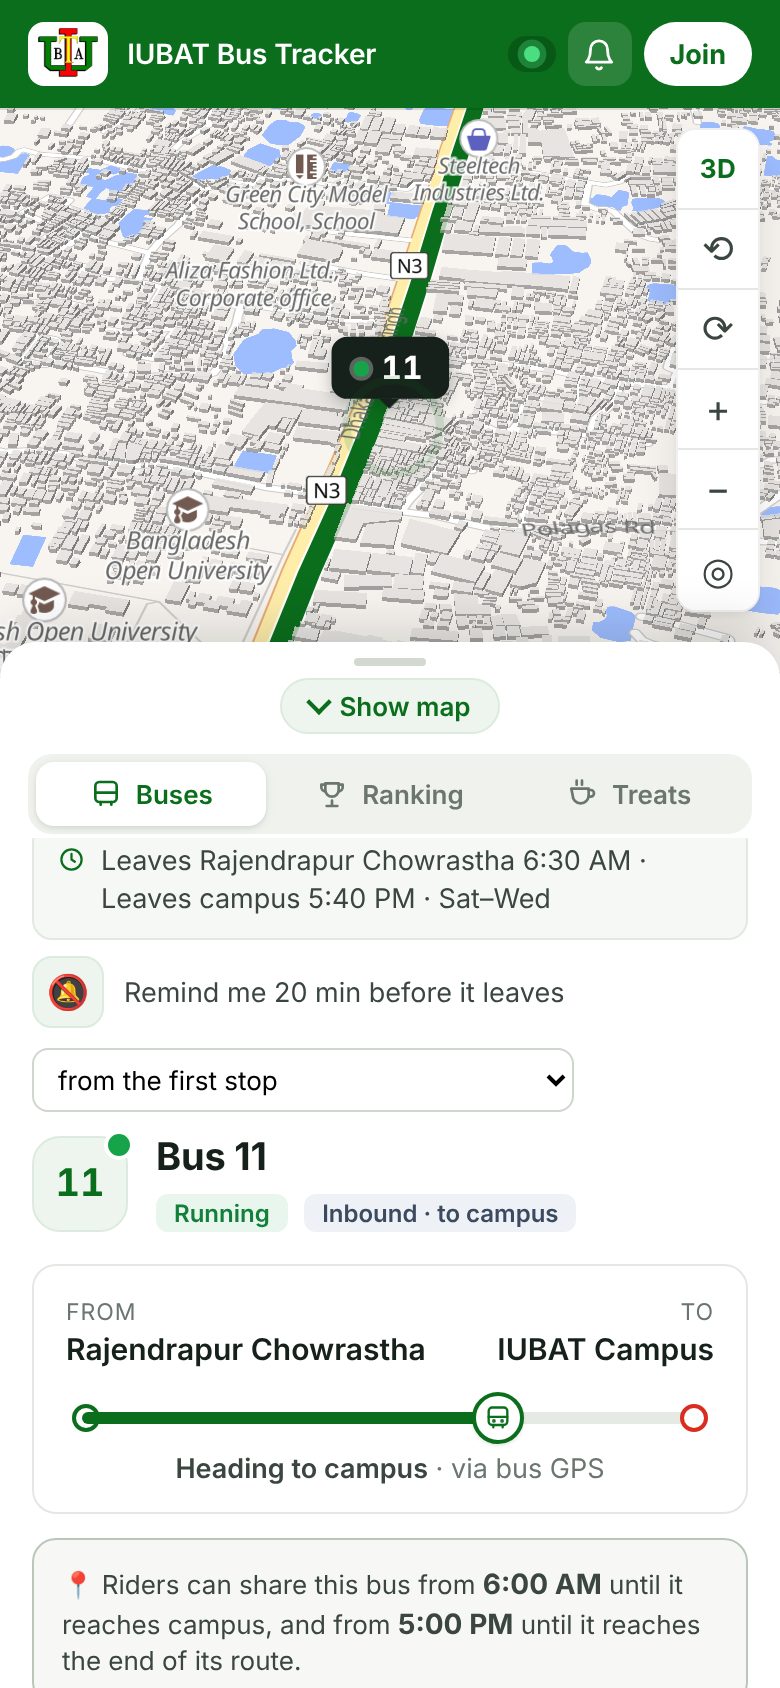 IUBAT Bus Tracker
Join
Steeltech
Industries Ltd.
3D
Green City Model
School, School
N3
Aliza Fashion Ltd.
Corporate office
11
N3
Polagas Rd
Bangladesh
Open University
sh Open University
Show map
Buses
Ranking
Treats
Leaves Rajendrapur Chowrastha 6:30 AM ·
Leaves campus 5:40 PM · Sat–Wed
Remind me 20 min before it leaves
from the first stop
11
Bus 11
Running
Inbound · to campus
FROM
TO
Rajendrapur Chowrastha
IUBAT Campus
Heading to campus · via bus GPS
📍 Riders can share this bus from 6:00 AM until it
reaches campus, and from 5:00 PM until it reaches
the end of its route.